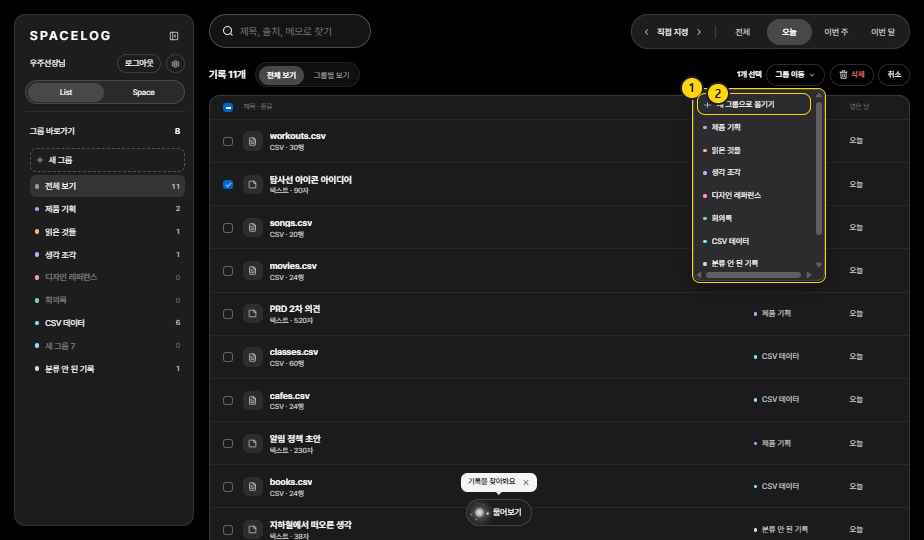 SPACELOG
우주선장님
로그아웃
List
Space
그룹 바로가기
8
+ 새 그룹
전체 보기 11
제품 기획 2
읽은 것들 1
생각 조각 1
디자인 레퍼런스 0
회의록 0
CSV 데이터 6
새 그룹 7 0
분류 안 된 기록 1
제목, 출처, 메모로 찾기
직접 지정
전체
오늘
이번 주
이번 달
기록 11개
전체 보기
그룹별 보기
1개 선택
그룹 이동
삭제
취소
제목 · 종류
넣은 날
1
2
새 그룹으로 옮기기
제품 기획
읽은 것들
생각 조각
디자인 레퍼런스
회의록
CSV 데이터
분류 안 된 기록
workouts.csv
CSV · 30행
오늘
탐사선 아이콘 아이디어
텍스트 · 90자
오늘
songs.csv
CSV · 20행
오늘
movies.csv
CSV · 24행
오늘
PRD 2차 의견
텍스트 · 520자
제품 기획
오늘
classes.csv
CSV · 60행
CSV 데이터
오늘
cafes.csv
CSV · 24행
CSV 데이터
오늘
알림 정책 초안
텍스트 · 230자
제품 기획
오늘
books.csv
CSV · 24행
CSV 데이터
오늘
지하철에서 떠오른 생각
텍스트 · 38자
분류 안 된 기록
오늘
기록을 찾아봐요
물어보기